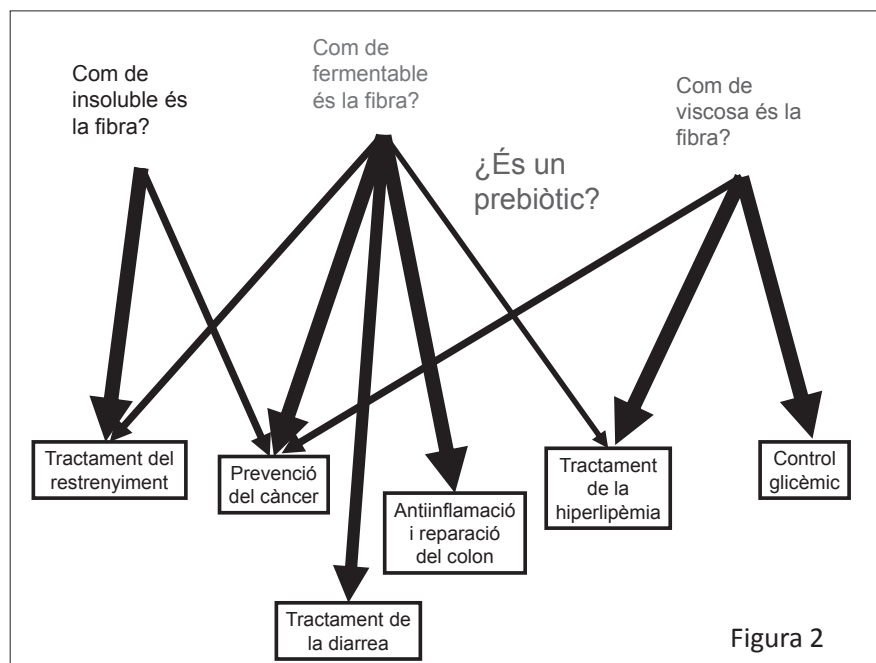 Com de
insoluble és
la fibra?
Com de
fermentable
és la fibra?
¿És un
prebiòtic?
Com de
viscosa és la
fibra?
Tractament del
restrenyiment
Prevenció
del càncer
Antiinflamació
i reparació
del colon
Tractament
de la
hiperlipèmia
Control
glicèmic
Tractament de
la diarrea
Figura 2